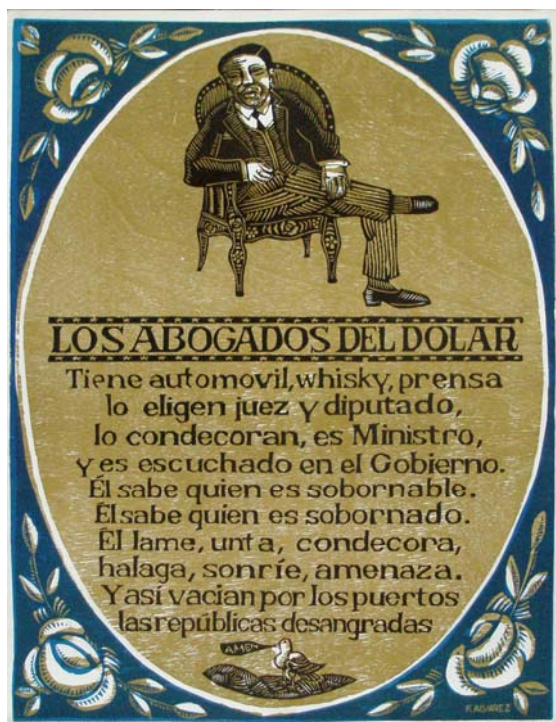 LOS ABOGADOS DEL DOLAR
Tiene automovil, whisky, prensa
lo eligen juez y diputado,
lo condecoran, es Ministro,
y es escuchado en el Gobierno.
Él sabe quien es sobornable.
Él sabe quien es sobornado.
Él lame, unta, condecora,
halaga, sonríe, amenaza.
Y así vacian por los puertos
las repúblicas desangradas
AMEN
P. ALVAREZ